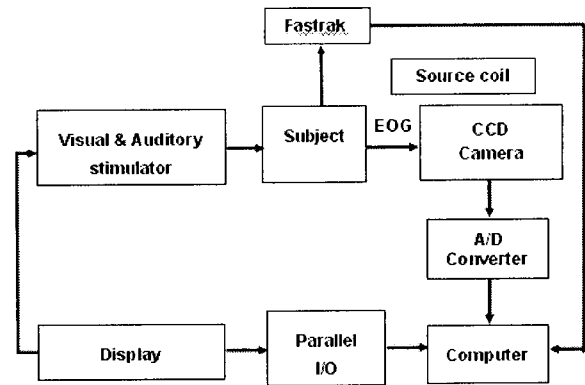 Fastrak
Source coil
Visual & Auditory
stimulator
Subject
EOG
CCD
Camera
A/D
Converter
Display
Parallel
I/O
Computer